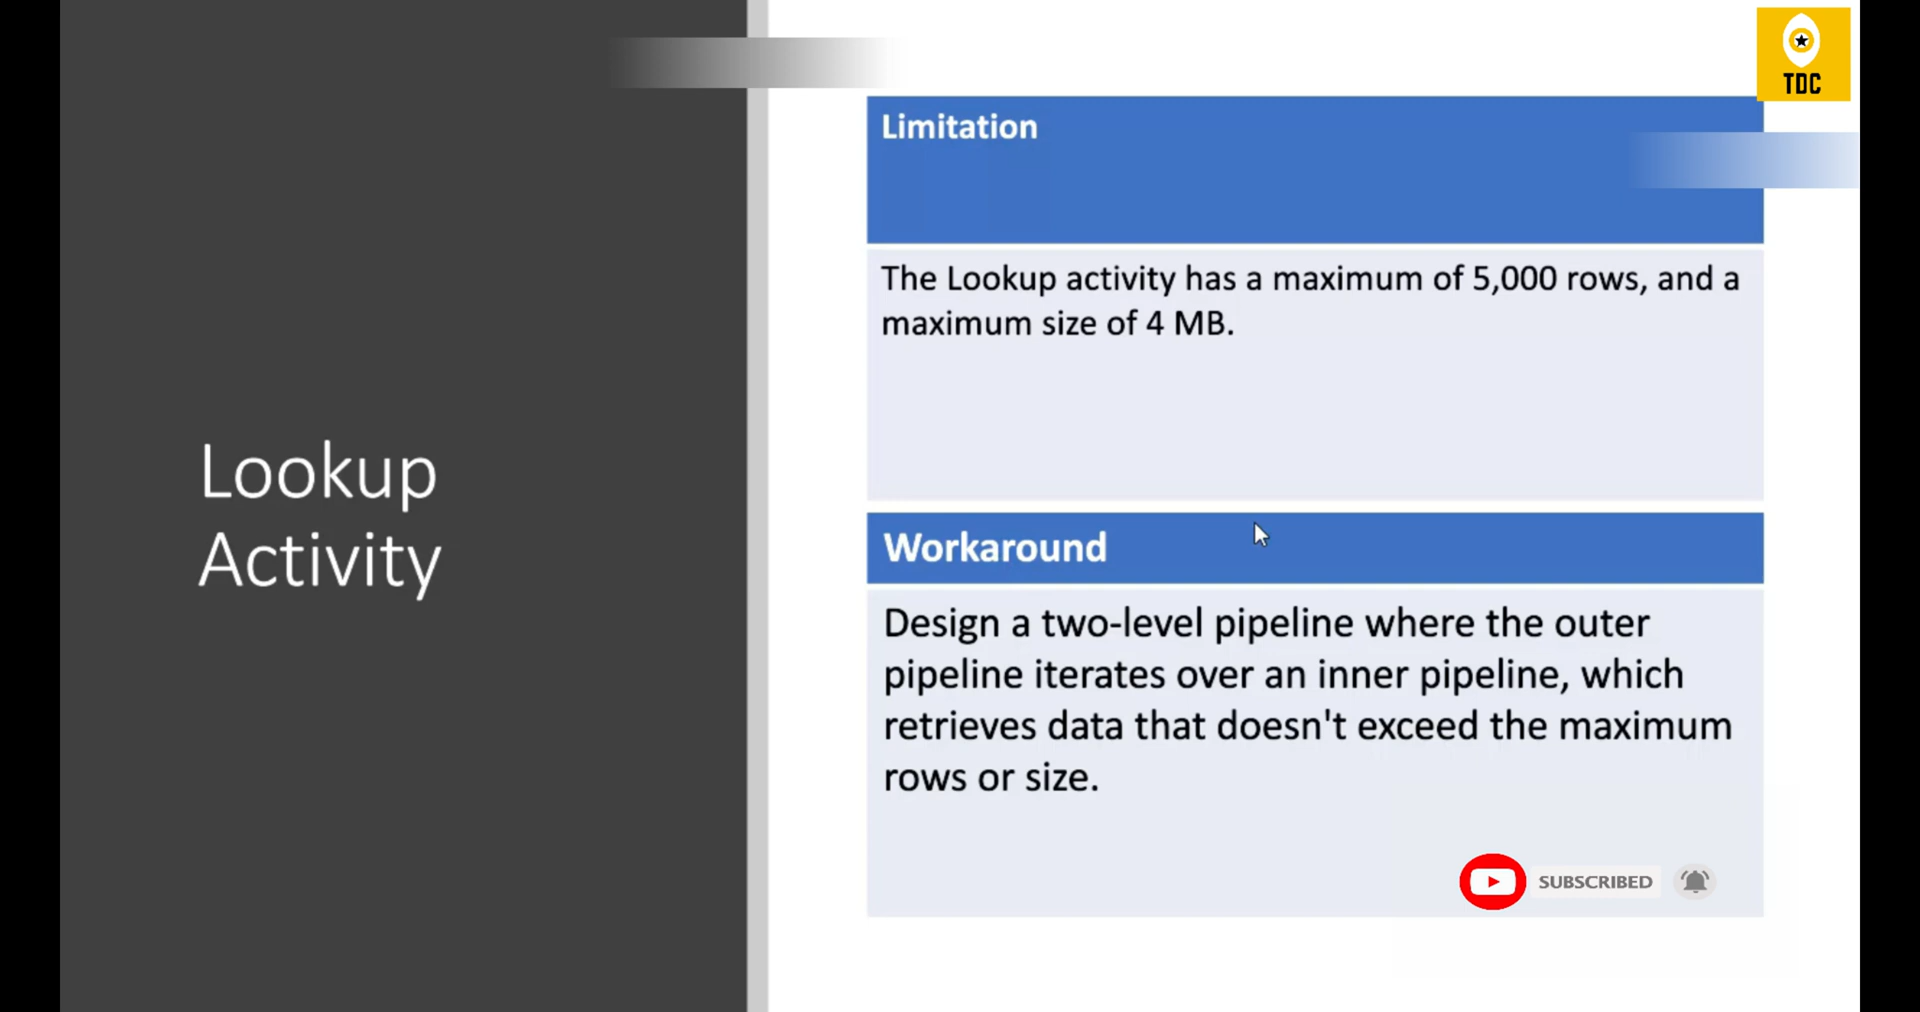 TDC
Limitation
The Lookup activity has a maximum of 5,000 rows, and a
maximum size of 4 MB.
Lookup
Activity
Workaround
Design a two-level pipeline where the outer
pipeline iterates over an inner pipeline, which
retrieves data that doesn't exceed the maximum
rows or size.
SUBSCRIBED